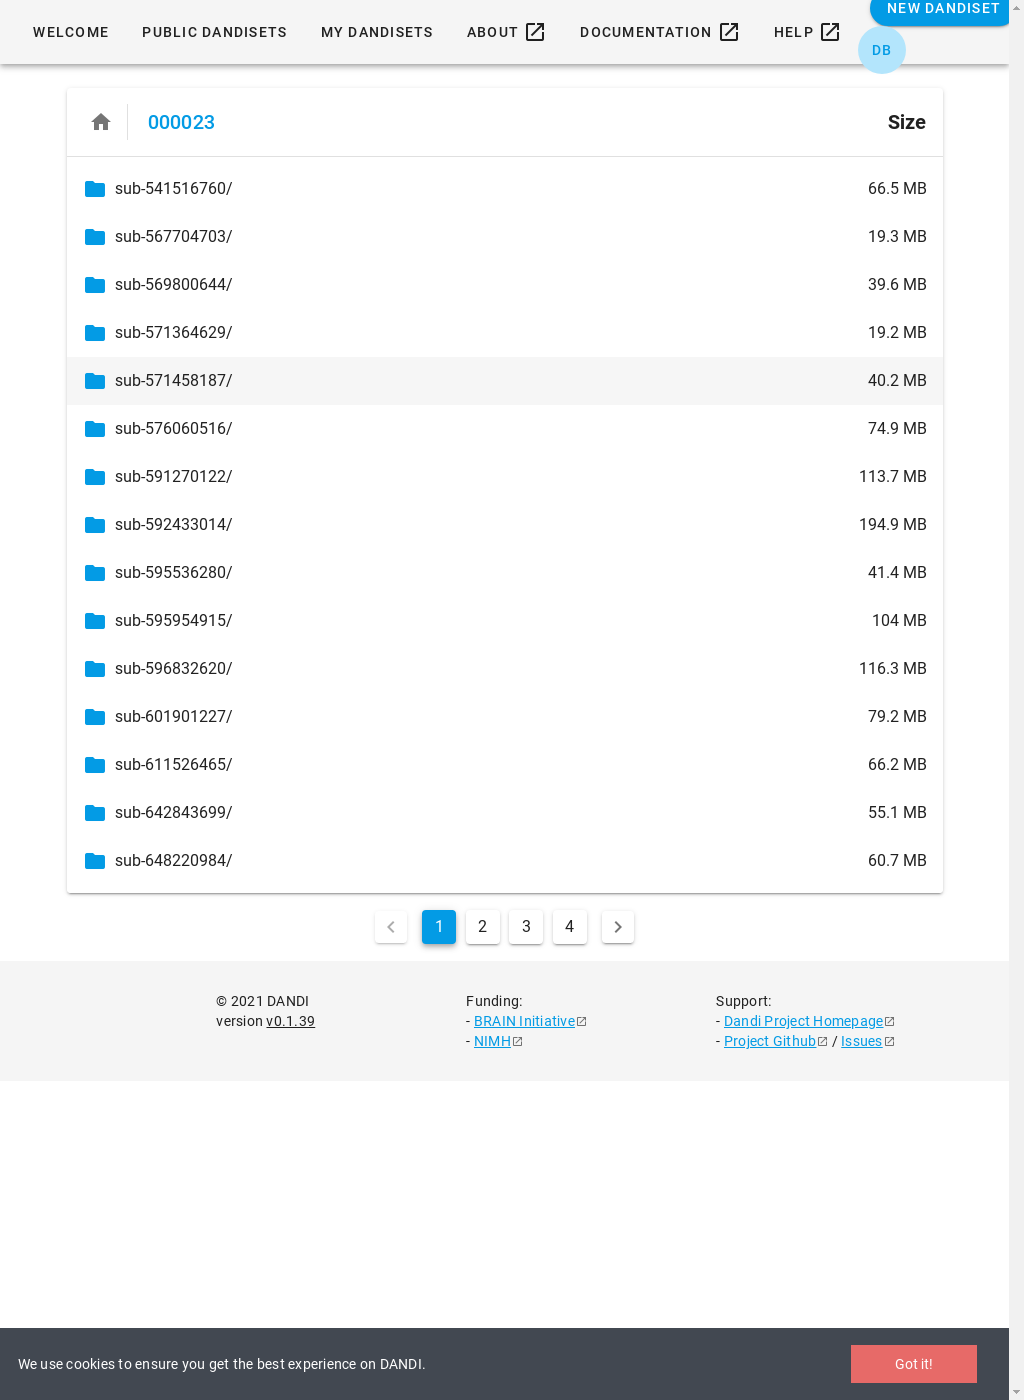 WELCOME PUBLIC DANDISETS MY DANDISETS ABOUT DOCUMENTATION HELP NEW DANDISET
DB
000023 Size
sub-541516760/ 66.5 MB
sub-567704703/ 19.3 MB
sub-569800644/ 39.6 MB
sub-571364629/ 19.2 MB
sub-571458187/ 40.2 MB
sub-576060516/ 74.9 MB
sub-591270122/ 113.7 MB
sub-592433014/ 194.9 MB
sub-595536280/ 41.4 MB
sub-595954915/ 104 MB
sub-596832620/ 116.3 MB
sub-601901227/ 79.2 MB
sub-611526465/ 66.2 MB
sub-642843699/ 55.1 MB
sub-648220984/ 60.7 MB
1 2 3 4
© 2021 DANDI
version v0.1.39
Funding:
- BRAIN Initiative
- NIMH
Support:
- Dandi Project Homepage
- Project Github / Issues
We use cookies to ensure you get the best experience on DANDI. Got it!